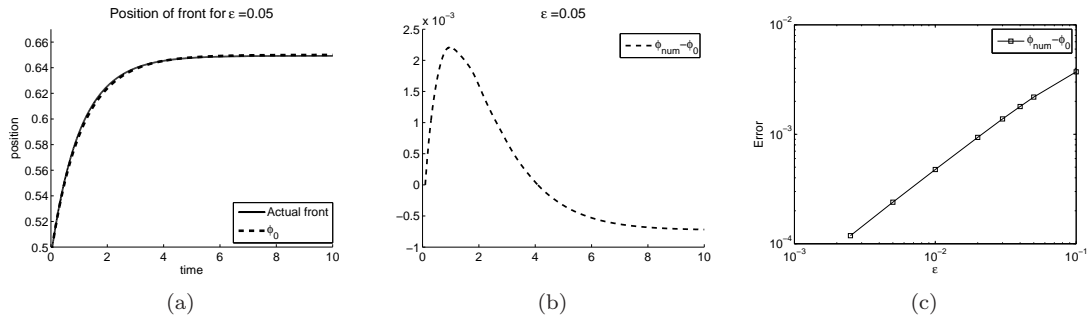 Position of front for ε =0.05
position
0.66
0.64
0.62
0.6
0.58
0.56
0.54
0.52
0.5
0
2
4
6
8
10
time
Actual front
ϕ0
(a)
x 10⁻³
ε=0.05
2.5
2
1.5
1
0.5
0
−0.5
−1
0
2
4
6
8
10
ϕnum−ϕ0
(b)
Error
10⁻²
10⁻³
10⁻⁴
10⁻³
10⁻²
10⁻¹
ε
ϕnum−ϕ0
(c)